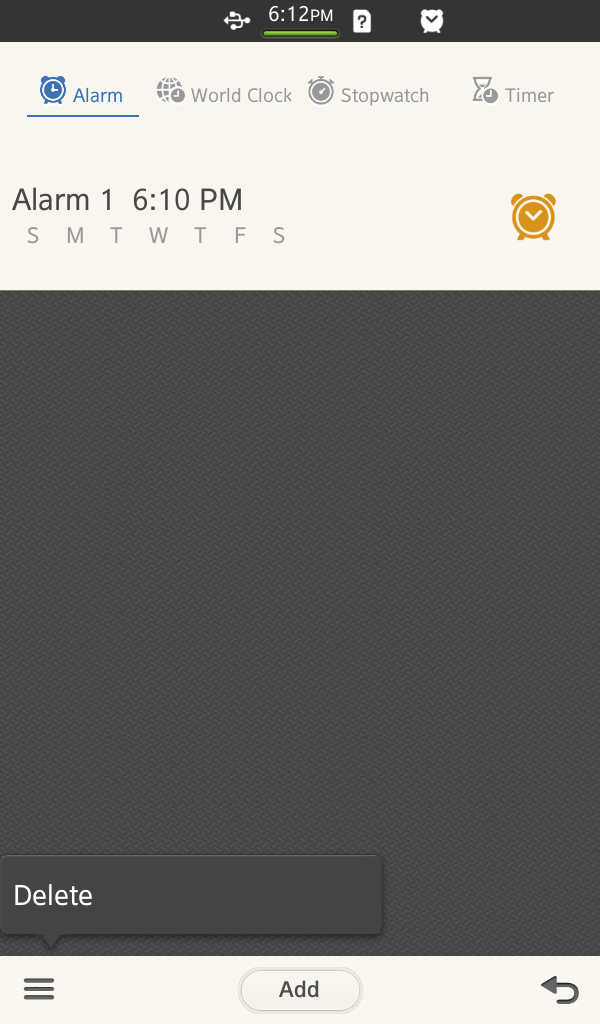 6:12PM
Alarm World Clock Stopwatch Timer
Alarm 1 6:10 PM
S M T W T F S
Delete
Add